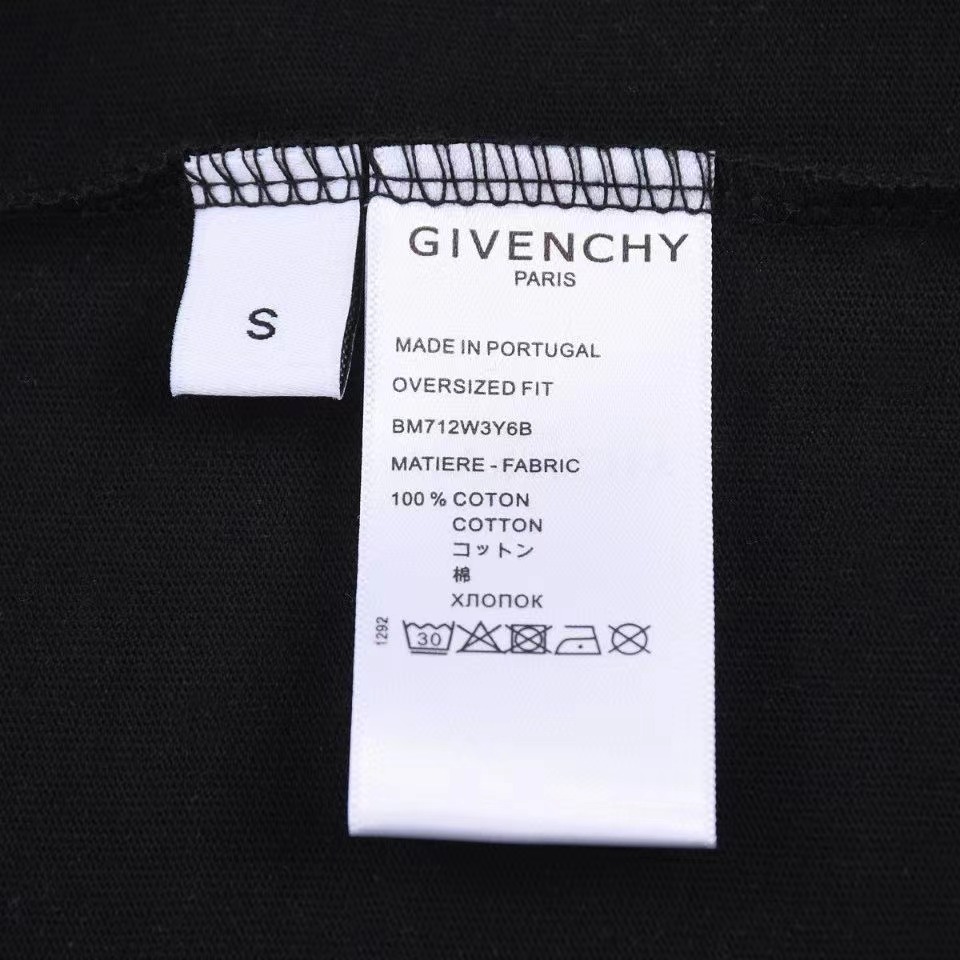 S
GIVENCHY
PARIS
MADE IN PORTUGAL
OVERSIZED FIT
BM712W3Y6B
MATIERE - FABRIC
100 % COTON
COTTON
コットン
棉
ХЛОПОК
1292
30